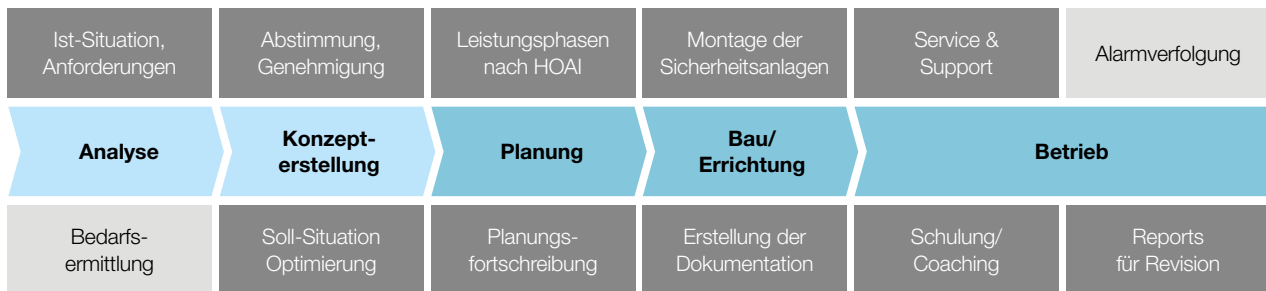 Ist-Situation,
Anforderungen
Abstimmung,
Genehmigung
Leistungsphasen
nach HOAI
Montage der
Sicherheitsanlagen
Service &
Support
Alarmverfolgung
Analyse
Konzept-
erstellung
Planung
Bau/
Errichtung
Betrieb
Bedarfs-
ermittlung
Soll-Situation
Optimierung
Planungs-
fortschreibung
Erstellung der
Dokumentation
Schulung/
Coaching
Reports
für Revision